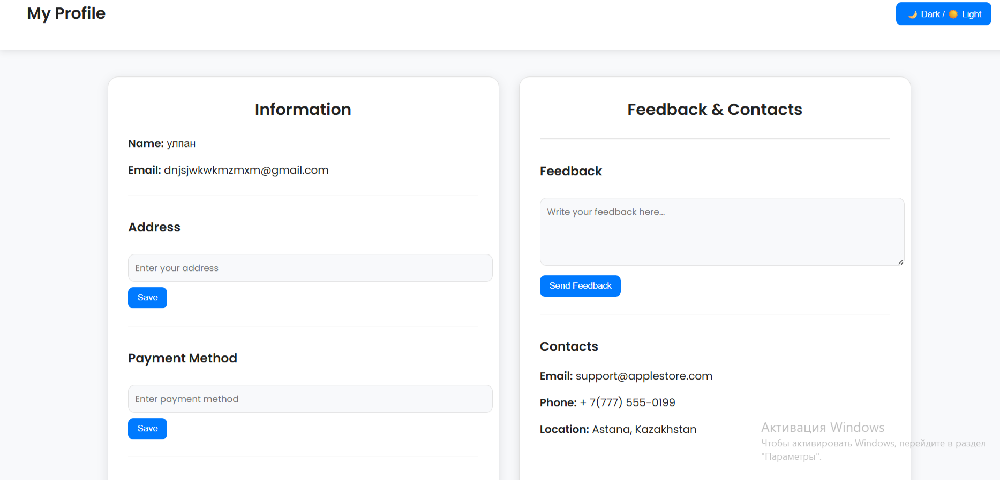 My Profile
🌙 Dark / ☀️ Light
Information
Name: улпан
Email: dnjsjwkwkmzmxm@gmail.com
Address
Enter your address
Save
Payment Method
Enter payment method
Save
Feedback & Contacts
Feedback
Write your feedback here...
Send Feedback
Contacts
Email: support@applestore.com
Phone: + 7(777) 555-0199
Location: Astana, Kazakhstan
Активация Windows
Чтобы активировать Windows, перейдите в раздел
"Параметры".